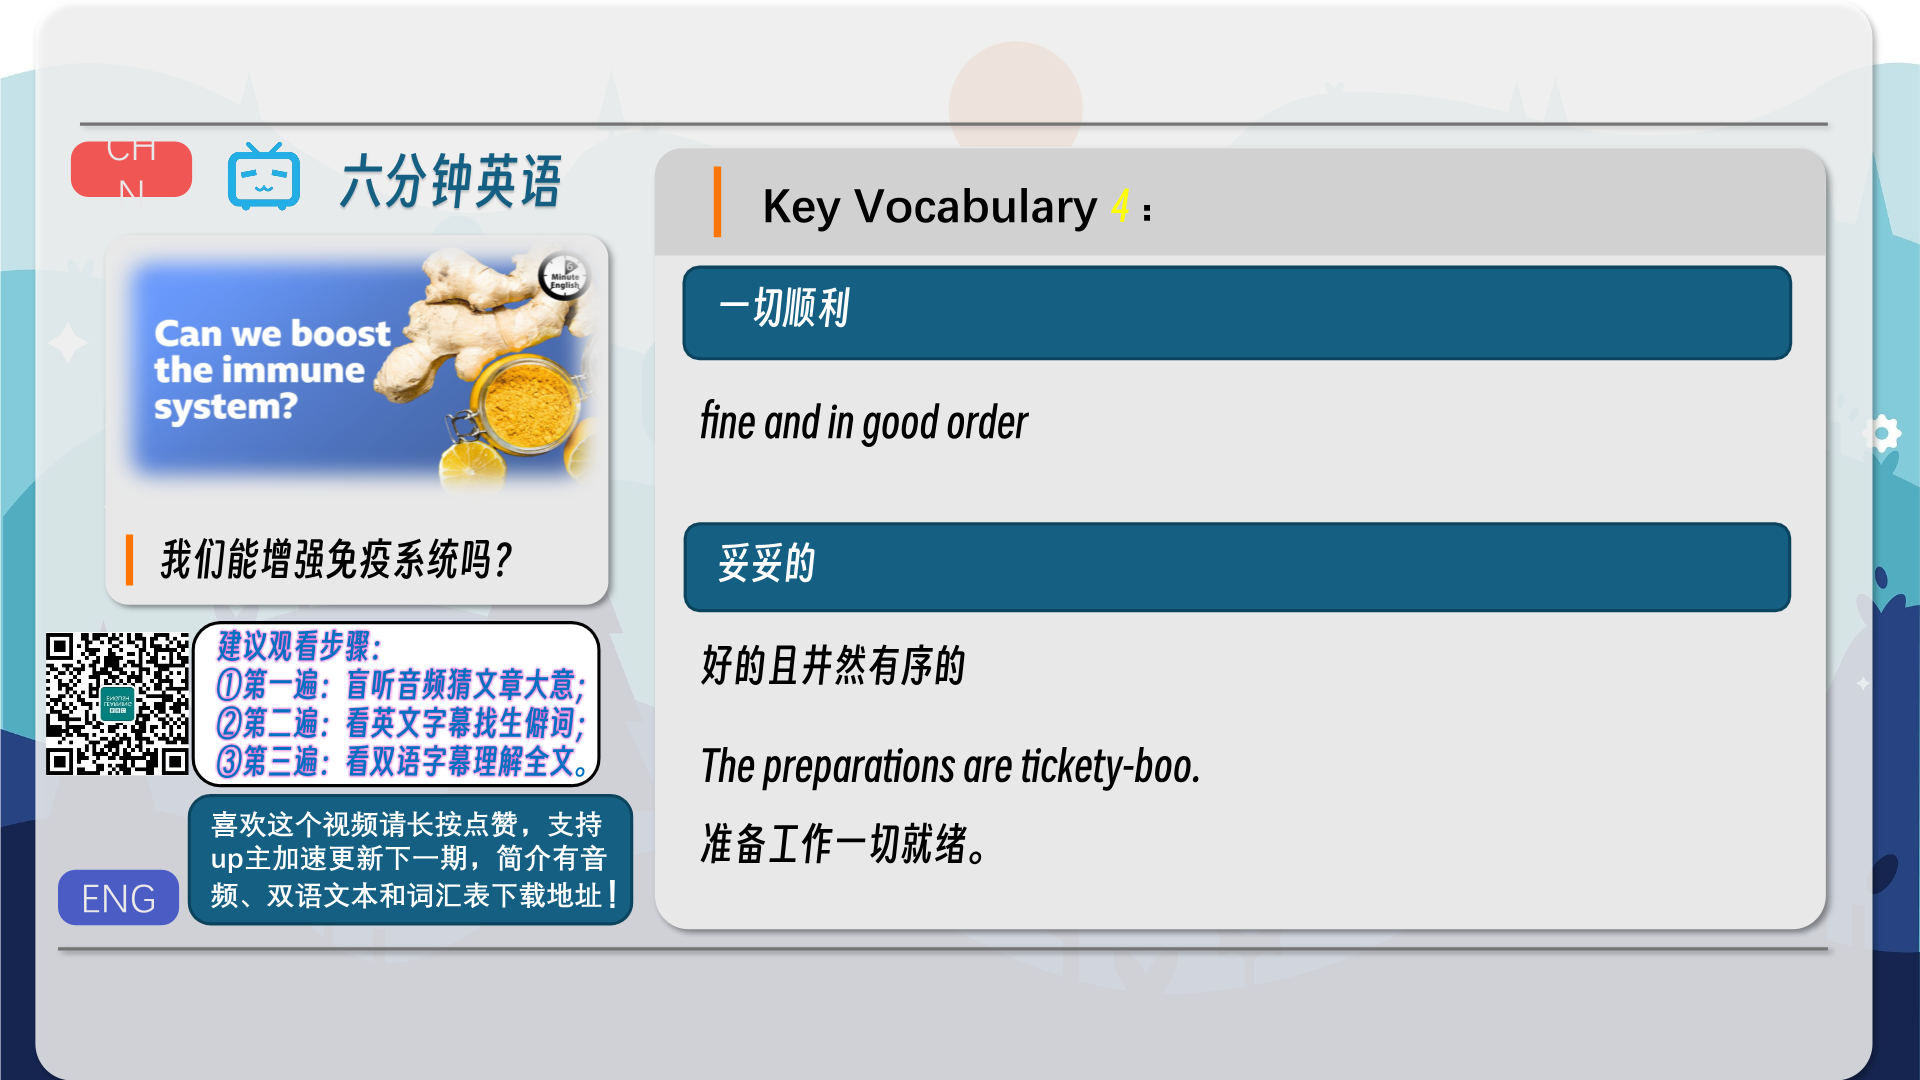 CH
N
六分钟英语
6
Minute
English
Can we boost
the immune
system?
我们能增强免疫系统吗？
建议观看步骤：
①第一遍：盲听音频猜文章大意；
②第二遍：看英文字幕找生僻词；
③第三遍：看双语字幕理解全文。
喜欢这个视频请长按点赞，支持
up主加速更新下一期，简介有音
频、双语文本和词汇表下载地址！
ENG
Key Vocabulary 4：
一切顺利
fine and in good order
妥妥的
好的且井然有序的
The preparations are tickety-boo.
准备工作一切就绪。